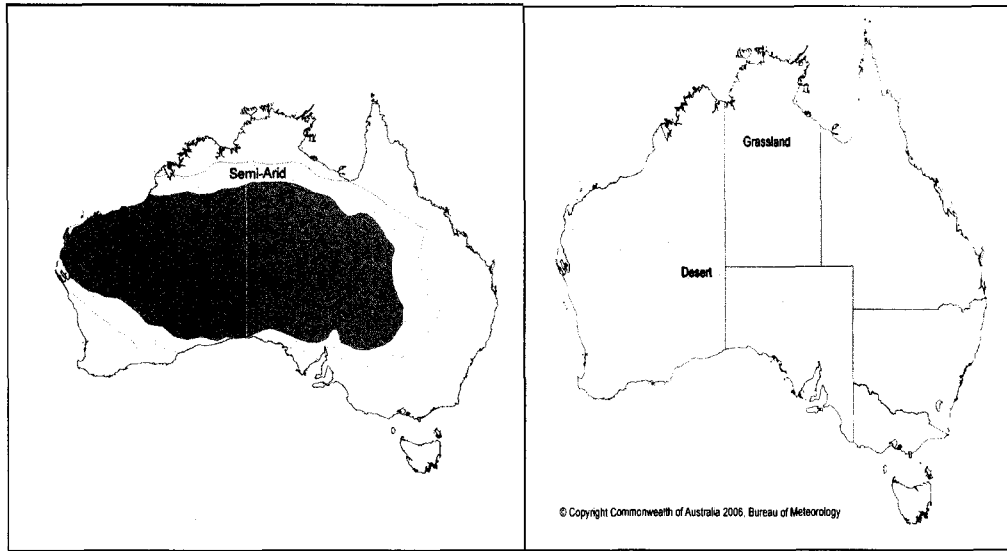 Semi-Arid
Grassland
Desert
© Copyright Commonwealth of Australia 2006, Bureau of Meteorology